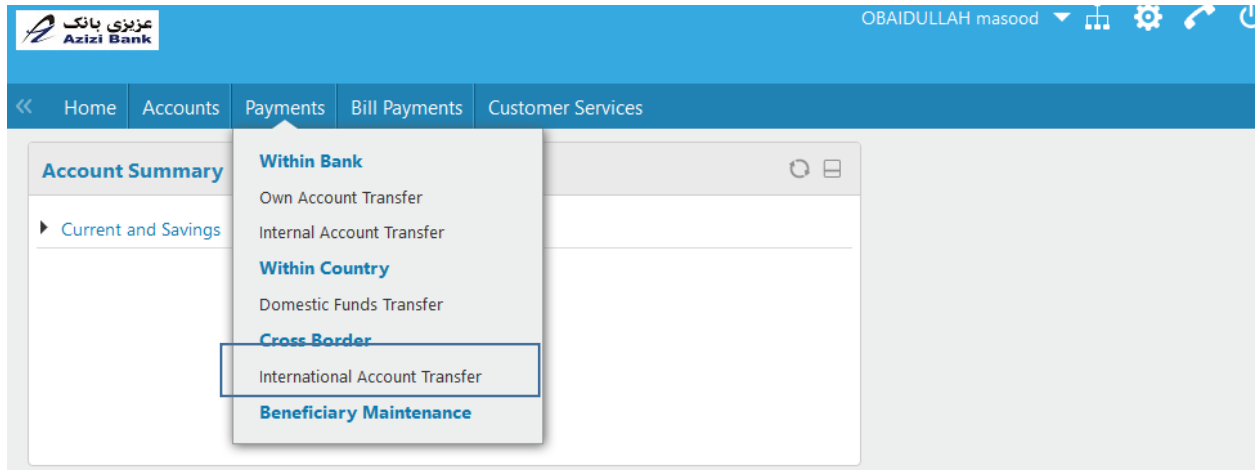 عزیزی بانک
Azizi Bank
OBAIDULLAH masood
Home Accounts Payments Bill Payments Customer Services
Account Summary
Current and Savings
Within Bank
Own Account Transfer
Internal Account Transfer
Within Country
Domestic Funds Transfer
Cross Border
International Account Transfer
Beneficiary Maintenance